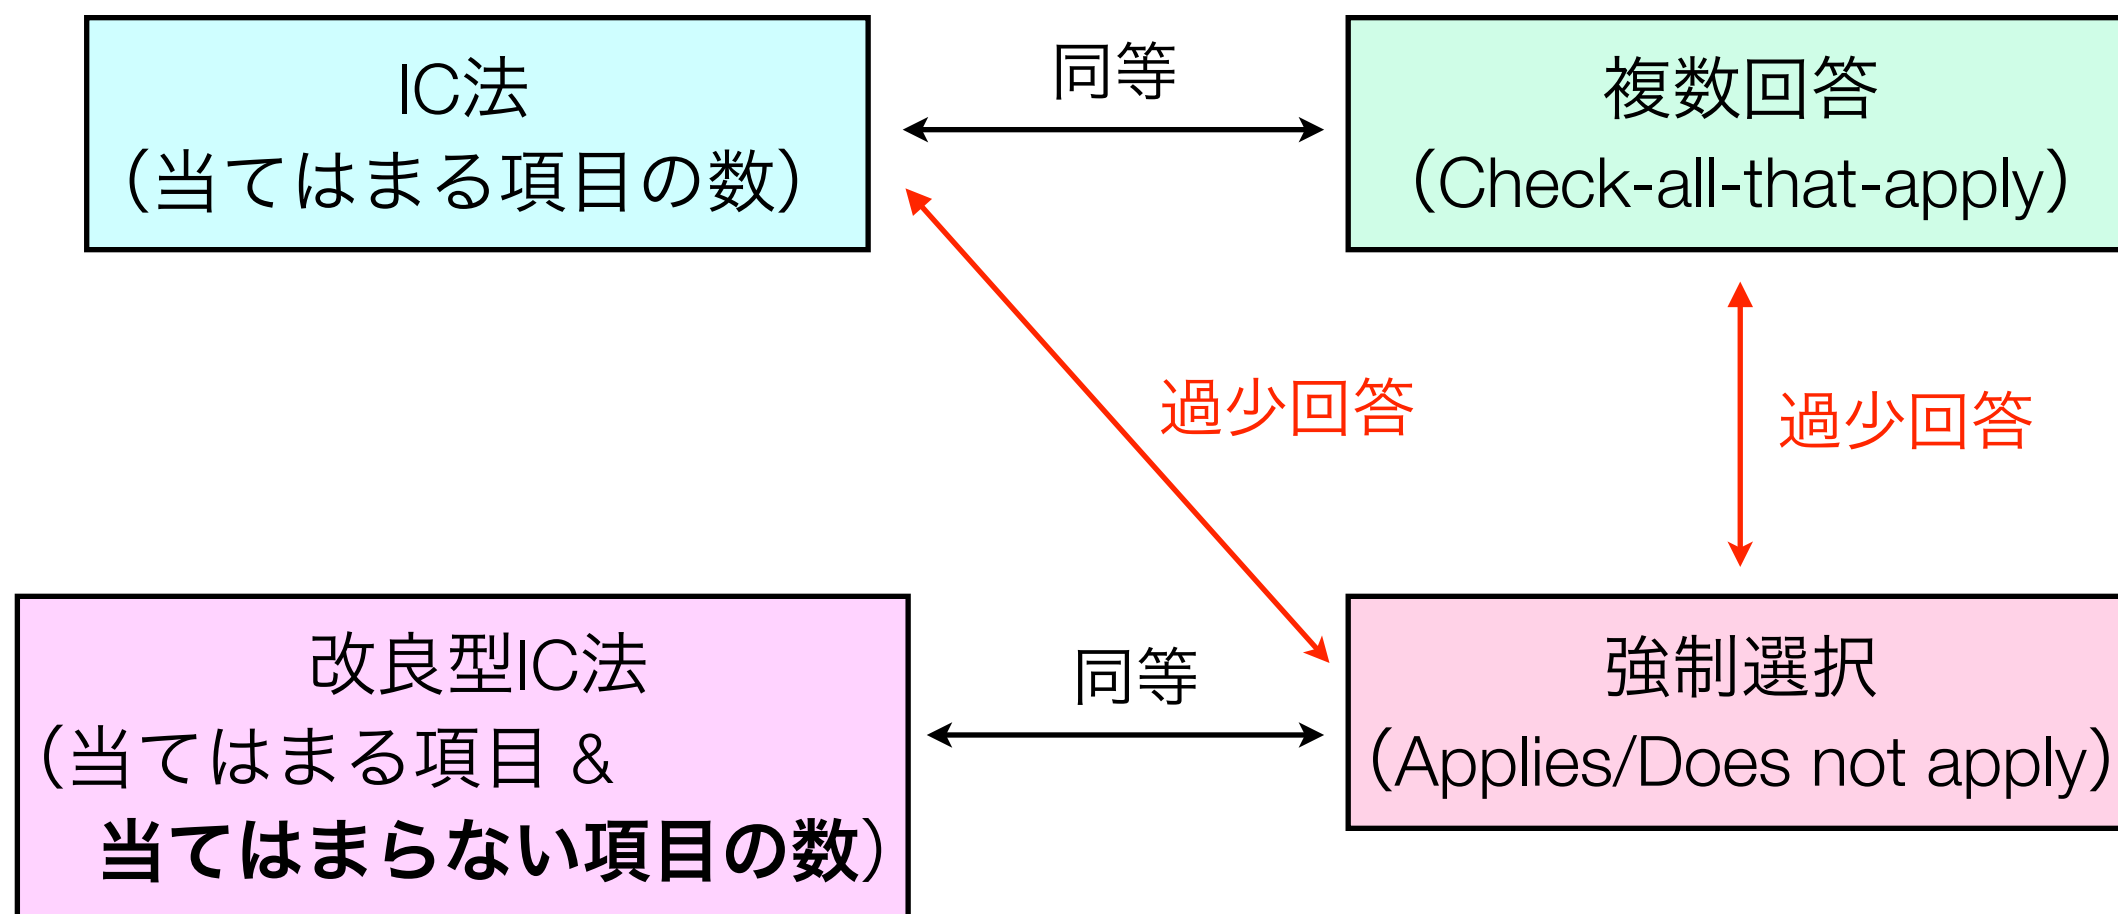 IC法
（当てはまる項目の数）
同等
複数回答
（Check-all-that-apply）
過少回答
過少回答
改良型IC法
（当てはまる項目 &
当てはまらない項目の数）
同等
強制選択
（Applies/Does not apply）